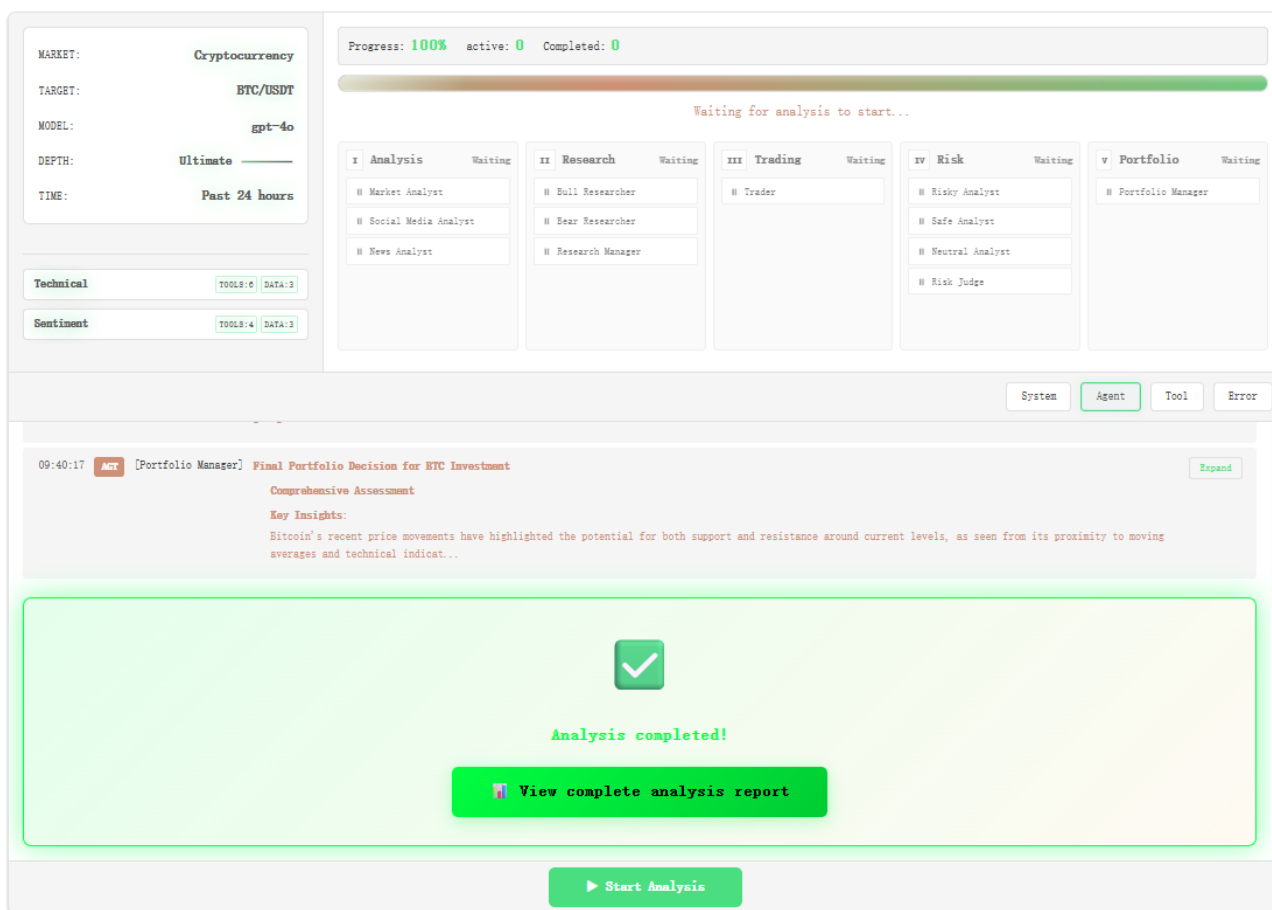 MARKET: Cryptocurrency
TARGET: BTC/USDT
MODEL: gpt-4o
DEPTH: Ultimate
TIME: Past 24 hours
Technical TOOLS:6 DATA:3
Sentiment TOOLS:4 DATA:3
Progress: 100% active: 0 Completed: 0
Waiting for analysis to start...
I Analysis Waiting
Market Analyst
Social Media Analyst
News Analyst
II Research Waiting
Bull Researcher
Bear Researcher
Research Manager
III Trading Waiting
Trader
IV Risk Waiting
Risky Analyst
Safe Analyst
Neutral Analyst
Risk Judge
V Portfolio Waiting
Portfolio Manager
System Agent Tool Error
09:40:17 AGT [Portfolio Manager] Final Portfolio Decision for BTC Investment Expand
Comprehensive Assessment
Key Insights:
Bitcoin's recent price movements have highlighted the potential for both support and resistance around current levels, as seen from its proximity to moving
averages and technical indicat...
Analysis completed!
View complete analysis report
Start Analysis